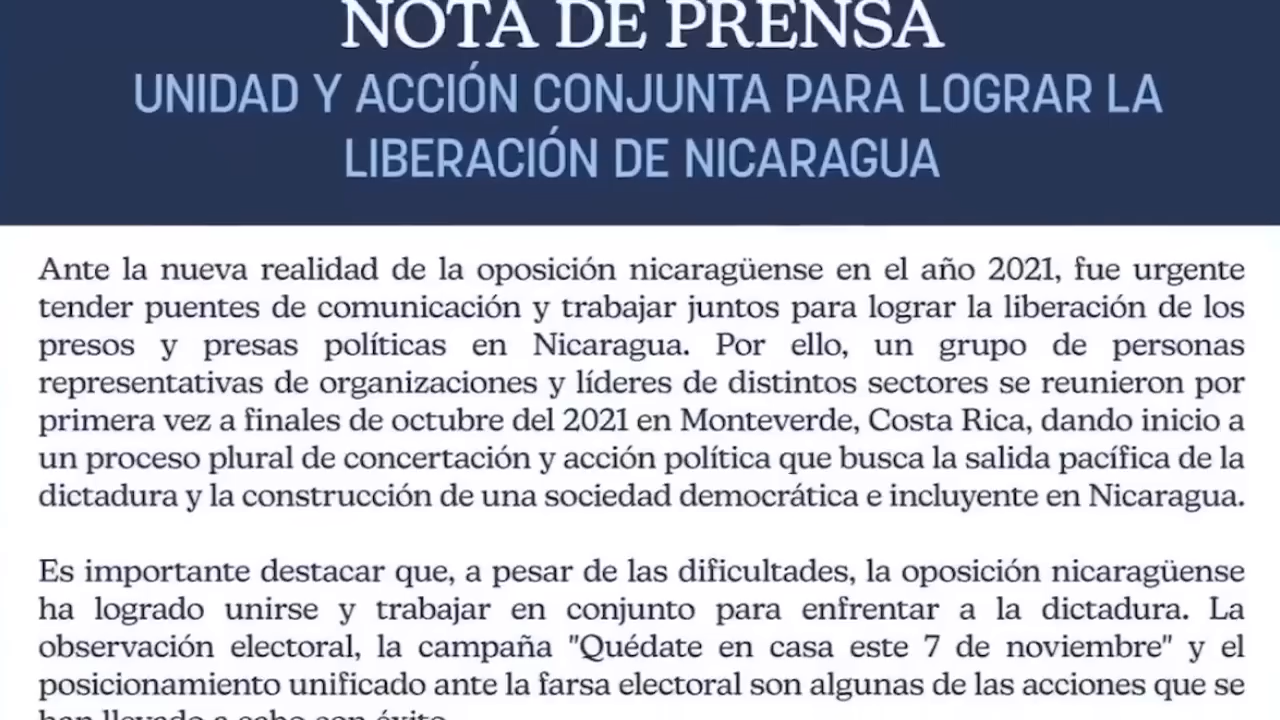 NOTA DE PRENSA
UNIDAD Y ACCIÓN CONJUNTA PARA LOGRAR LA
LIBERACIÓN DE NICARAGUA
Ante la nueva realidad de la oposición nicaragüense en el año 2021, fue urgente
tender puentes de comunicación y trabajar juntos para lograr la liberación de los
presos y presas políticas en Nicaragua. Por ello, un grupo de personas
representativas de organizaciones y líderes de distintos sectores se reunieron por
primera vez a finales de octubre del 2021 en Monteverde, Costa Rica, dando inicio a
un proceso plural de concertación y acción política que busca la salida pacífica de la
dictadura y la construcción de una sociedad democrática e incluyente en Nicaragua.
Es importante destacar que, a pesar de las dificultades, la oposición nicaragüense
ha logrado unirse y trabajar en conjunto para enfrentar a la dictadura. La
observación electoral, la campaña "Quédate en casa este 7 de noviembre" y el
posicionamiento unificado ante la farsa electoral son algunas de las acciones que se
han llevado a cabo con éxito.